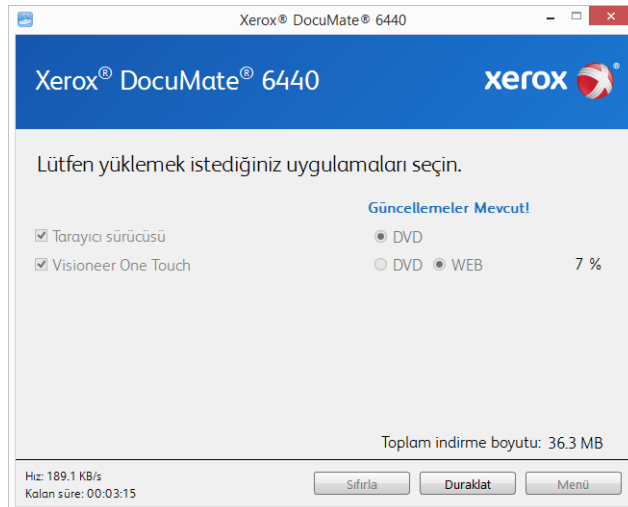 Xerox® DocuMate® 6440
Xerox® DocuMate® 6440
xerox®
Lütfen yüklemek istediğiniz uygulamaları seçin.
Güncellemeler Mevcut!
Tarayıcı sürücüsü DVD
Visioneer One Touch DVD WEB 7 %
Toplam indirme boyutu: 36.3 MB
Hız: 189.1 KB/s
Kalan süre: 00:03:15
Sıfırla Duraklat Menü